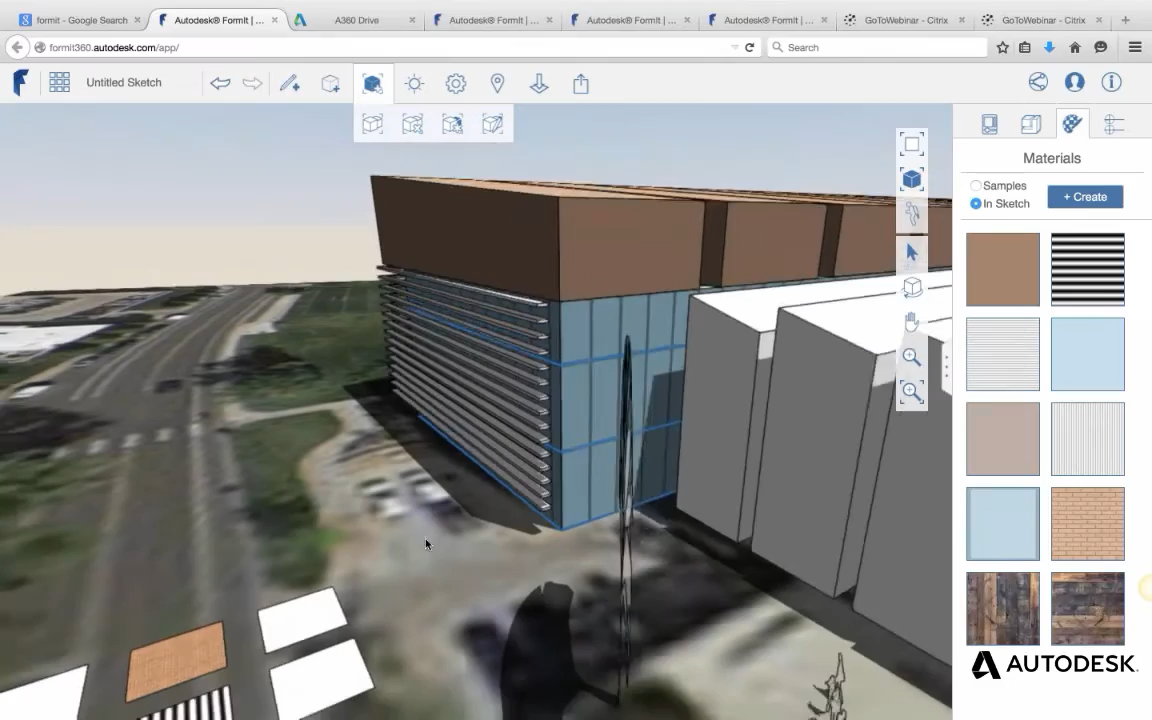 formit - Google Search
Autodesk® FormIt | ...
A360 Drive
Autodesk® FormIt | ...
Autodesk® FormIt | ...
Autodesk® FormIt | ...
GoToWebinar - Citrix
GoToWebinar - Citrix
formit360.autodesk.com/app/
Search
Untitled Sketch
Materials
Samples
In Sketch
+ Create
AUTODESK.